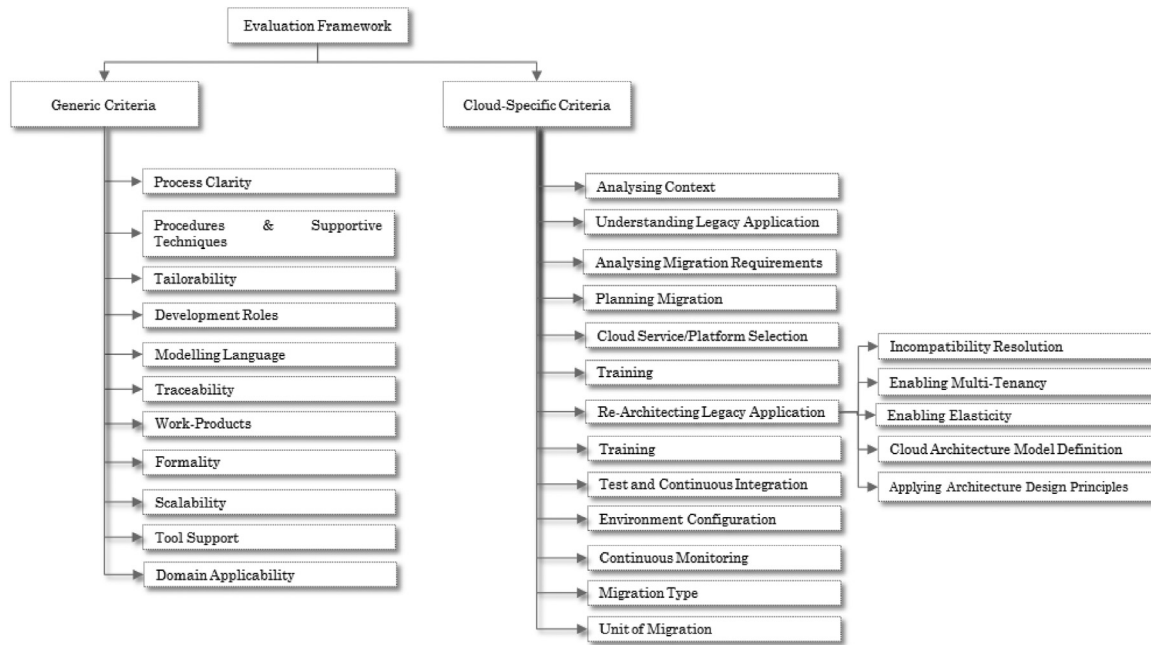 Evaluation Framework
Generic Criteria
Cloud-Specific Criteria
Process Clarity
Procedures & Supportive
Techniques
Tailorability
Development Roles
Modelling Language
Traceability
Work-Products
Formality
Scalability
Tool Support
Domain Applicability
Analysing Context
Understanding Legacy Application
Analysing Migration Requirements
Planning Migration
Cloud Service/Platform Selection
Training
Re-Architecting Legacy Application
Training
Test and Continuous Integration
Environment Configuration
Continuous Monitoring
Migration Type
Unit of Migration
Incompatibility Resolution
Enabling Multi-Tenancy
Enabling Elasticity
Cloud Architecture Model Definition
Applying Architecture Design Principles